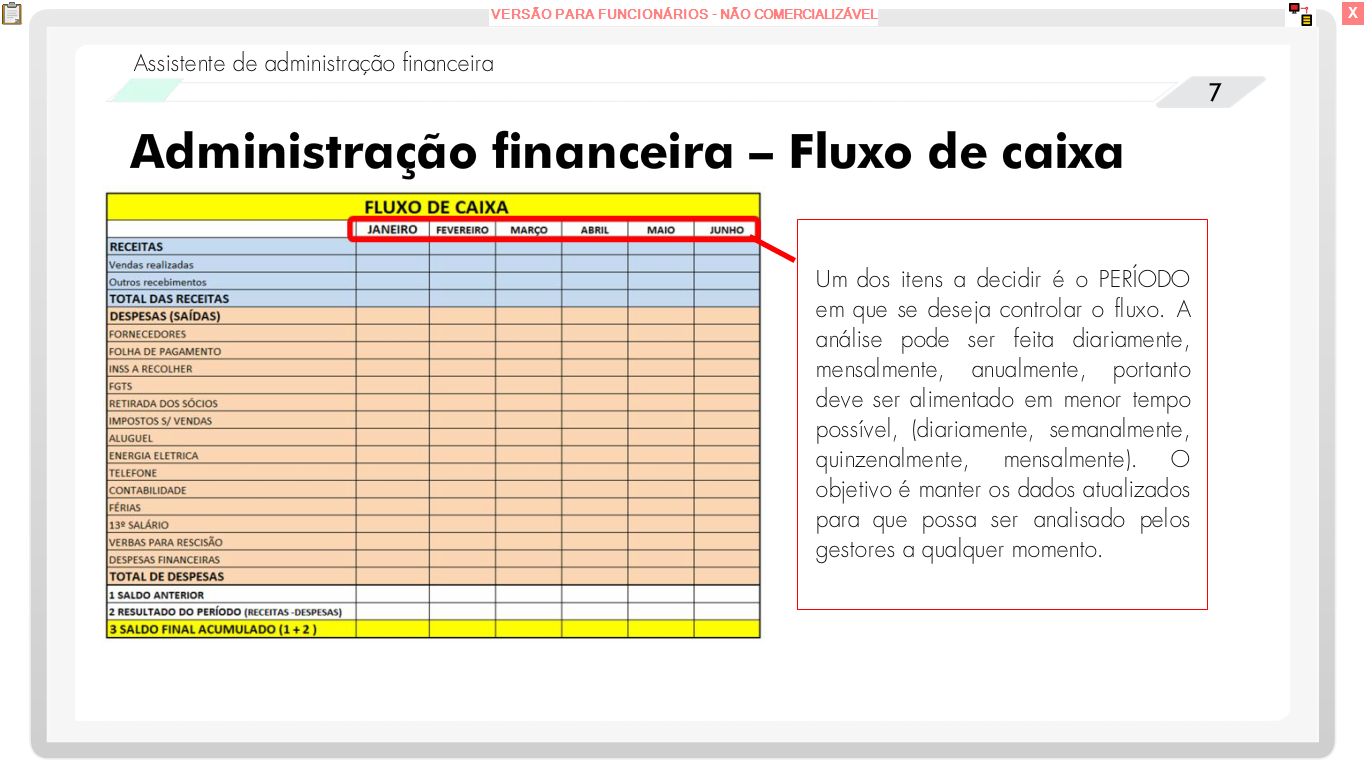 VERSÃO PARA FUNCIONÁRIOS - NÃO COMERCIALIZÁVEL
X
Assistente de administração financeira
7
Administração financeira – Fluxo de caixa
FLUXO DE CAIXA
JANEIRO FEVEREIRO MARÇO ABRIL MAIO JUNHO
RECEITAS
Vendas realizadas
Outros recebimentos
TOTAL DAS RECEITAS
DESPESAS (SAÍDAS)
FORNECEDORES
FOLHA DE PAGAMENTO
INSS A RECOLHER
FGTS
RETIRADA DOS SÓCIOS
IMPOSTOS S/ VENDAS
ALUGUEL
ENERGIA ELETRICA
TELEFONE
CONTABILIDADE
FÉRIAS
13º SALÁRIO
VERBAS PARA RESCISÃO
DESPESAS FINANCEIRAS
TOTAL DE DESPESAS
1 SALDO ANTERIOR
2 RESULTADO DO PERÍODO (RECEITAS -DESPESAS)
3 SALDO FINAL ACUMULADO (1 + 2 )
Um dos itens a decidir é o PERÍODO
em que se deseja controlar o fluxo. A
análise pode ser feita diariamente,
mensalmente, anualmente, portanto
deve ser alimentado em menor tempo
possível, (diariamente, semanalmente,
quinzenalmente, mensalmente). O
objetivo é manter os dados atualizados
para que possa ser analisado pelos
gestores a qualquer momento.